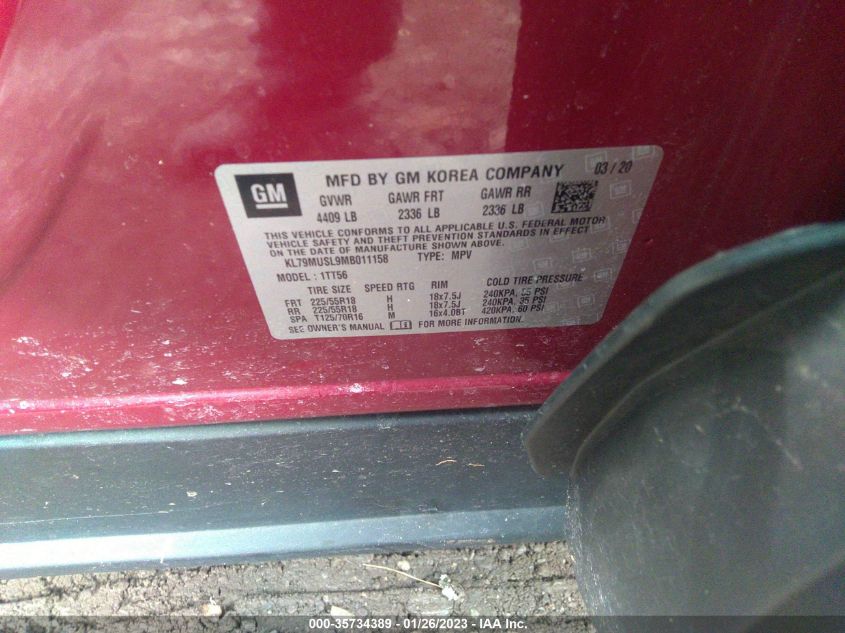 GM
MFD BY GM KOREA COMPANY 03/20
GVWR GAWR FRT GAWR RR
4409 LB 2336 LB 2336 LB
THIS VEHICLE CONFORMS TO ALL APPLICABLE U.S. FEDERAL MOTOR
VEHICLE SAFETY AND THEFT PREVENTION STANDARDS IN EFFECT
ON THE DATE OF MANUFACTURE SHOWN ABOVE.
KL79MUSL9MB011158 TYPE: MPV
MODEL : 1TT56
TIRE SIZE SPEED RTG RIM COLD TIRE PRESSURE
FRT 225/55R18 H 18x7.5J 240KPA, 35 PSI
RR 225/55R18 H 18x7.5J 240KPA, 35 PSI
SPA T125/70R16 M 16x4.0BT 420KPA, 60 PSI
SEE OWNER'S MANUAL FOR MORE INFORMATION.
000-35734389 - 01/26/2023 - IAA Inc.